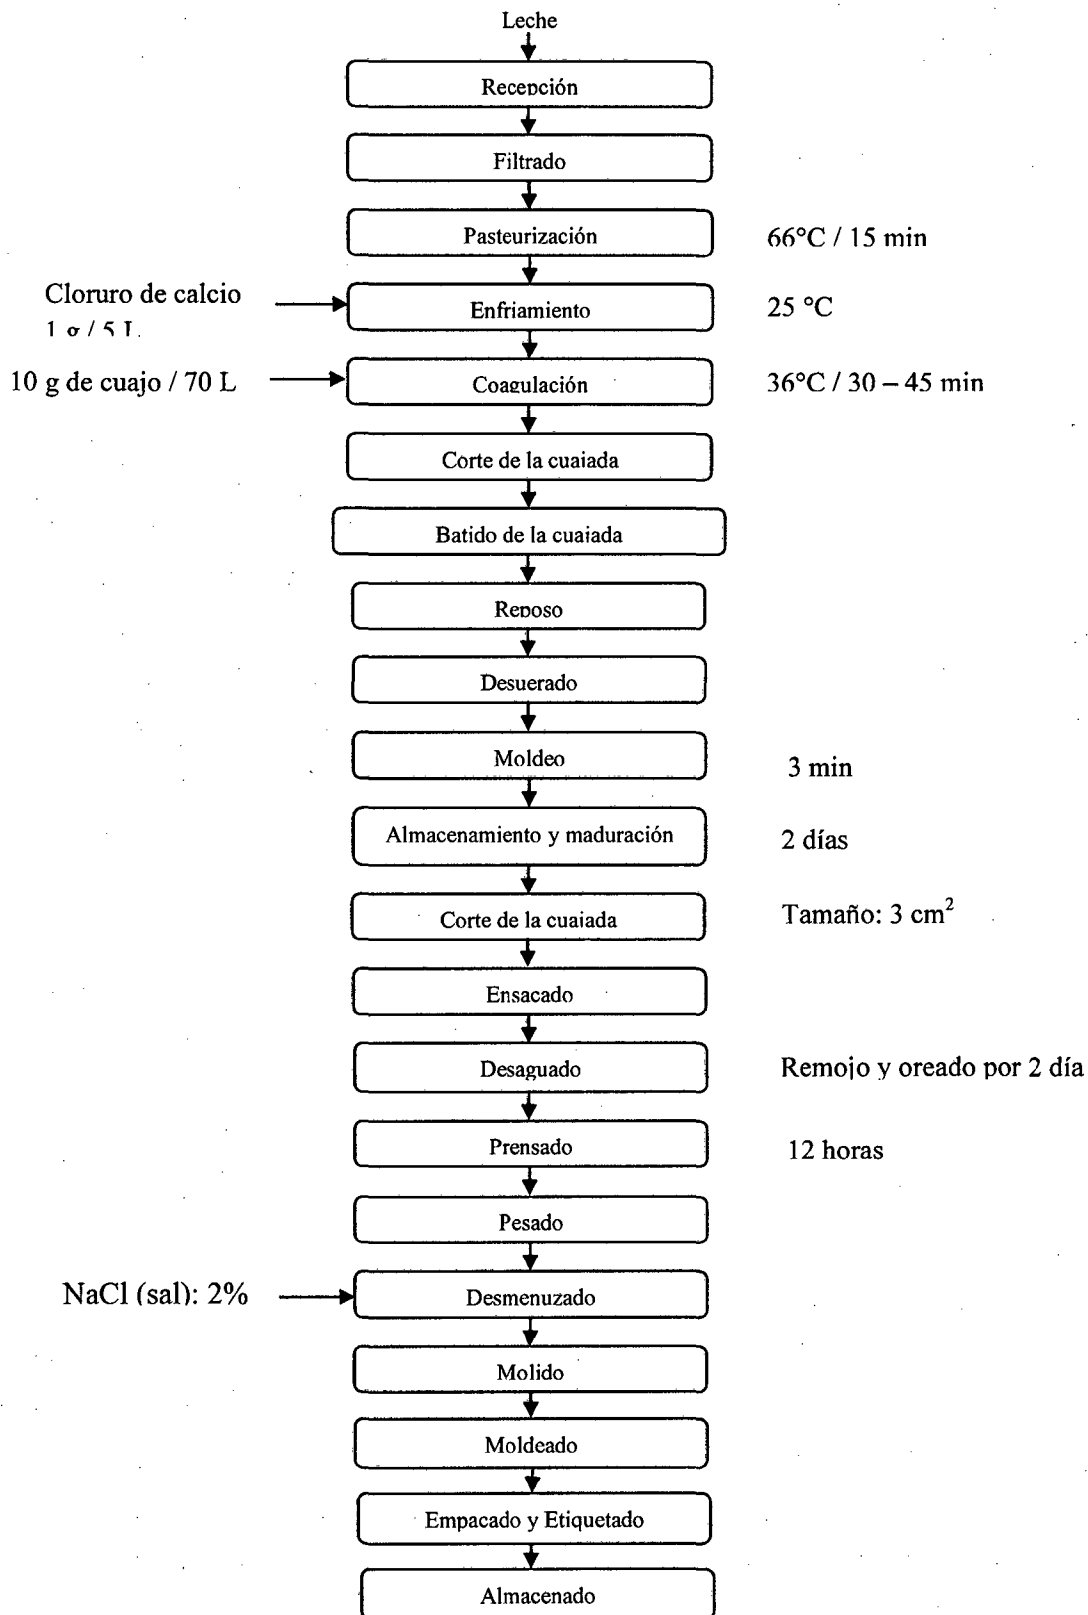 Leche
Recepción
Filtrado
Pasteurización
66°C / 15 min
Cloruro de calcio
1 g / 5 L
Enfriamiento
25 °C
10 g de cuajo / 70 L
Coagulación
36°C / 30 – 45 min
Corte de la cuajada
Batido de la cuajada
Reposo
Desuerado
Moldeo
3 min
Almacenamiento y maduración
2 días
Corte de la cuajada
Tamaño: 3 cm²
Ensacado
Desaguado
Remojo y oreado por 2 día
Prensado
12 horas
Pesado
NaCl (sal): 2%
Desmenuzado
Molido
Moldeado
Empacado y Etiquetado
Almacenado